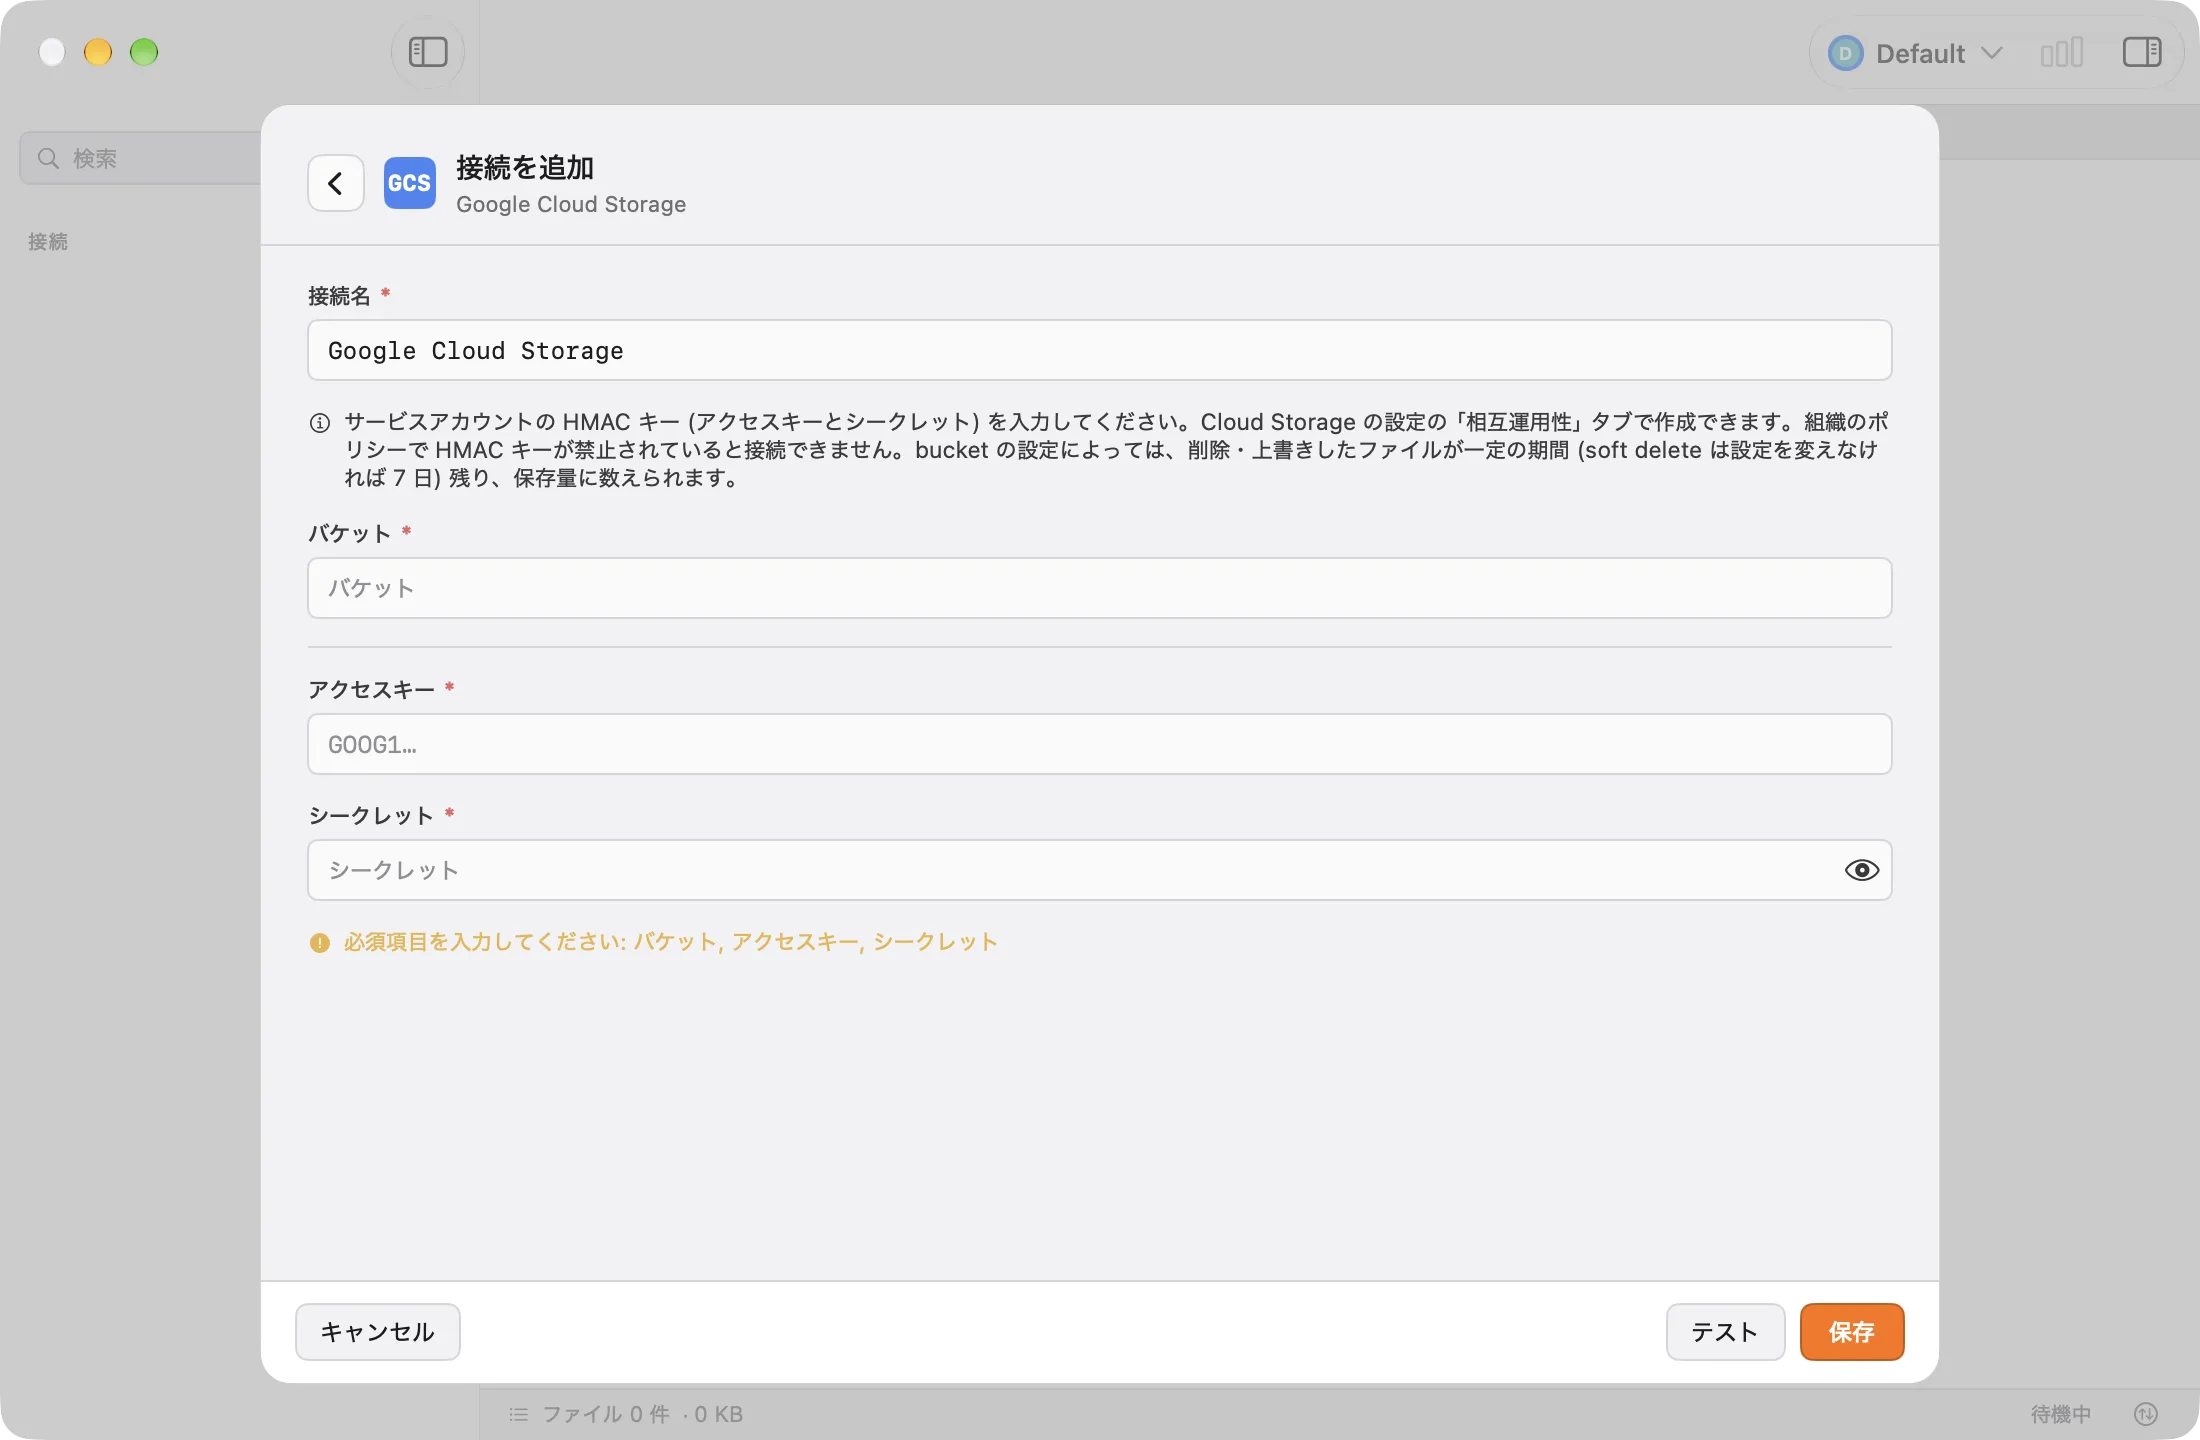 D Default
検索
接続
GCS
接続を追加
Google Cloud Storage
接続名 *
Google Cloud Storage
サービスアカウントの HMAC キー (アクセスキーとシークレット) を入力してください。Cloud Storage の設定の「相互運用性」タブで作成できます。組織のポ
リシーで HMAC キーが禁止されていると接続できません。bucket の設定によっては、削除・上書きしたファイルが一定の期間 (soft delete は設定を変えなけ
れば 7 日) 残り、保存量に数えられます。
バケット *
バケット
アクセスキー *
GOOG1…
シークレット *
シークレット
必須項目を入力してください: バケット, アクセスキー, シークレット
キャンセル
テスト
保存
ファイル 0 件 · 0 KB
待機中